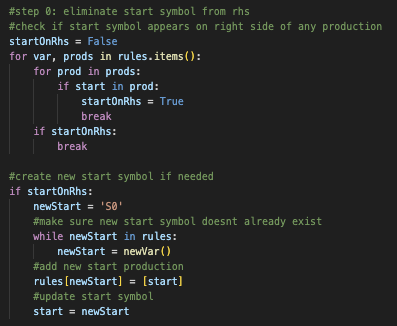 #step 0: eliminate start symbol from rhs
#check if start symbol appears on right side of any production
startOnRhs = False
for var, prods in rules.items():
    for prod in prods:
        if start in prod:
            startOnRhs = True
            break
    if startOnRhs:
        break

#create new start symbol if needed
if startOnRhs:
    newStart = 'S0'
    #make sure new start symbol doesnt already exist
    while newStart in rules:
        newStart = newVar()
    #add new start production
    rules[newStart] = [start]
    #update start symbol
    start = newStart